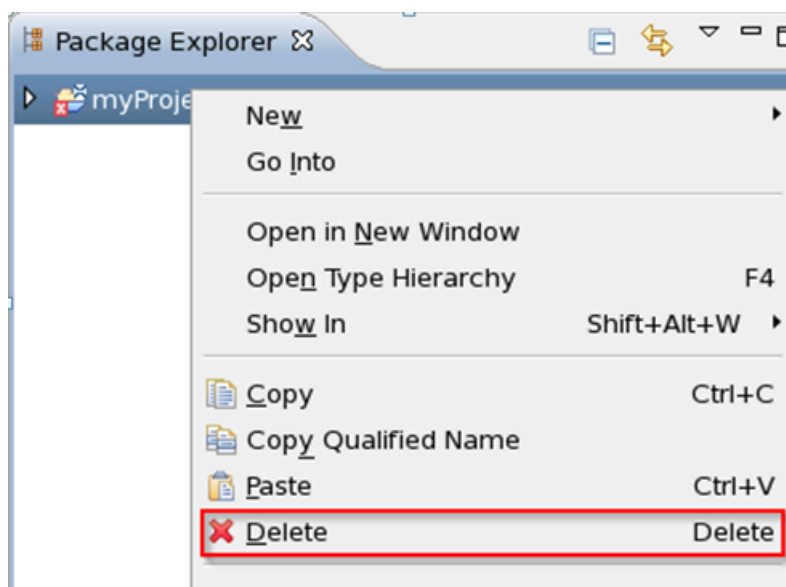 Package Explorer
myProje
New
Go Into
Open in New Window
Open Type Hierarchy F4
Show In Shift+Alt+W
Copy Ctrl+C
Copy Qualified Name
Paste Ctrl+V
Delete Delete